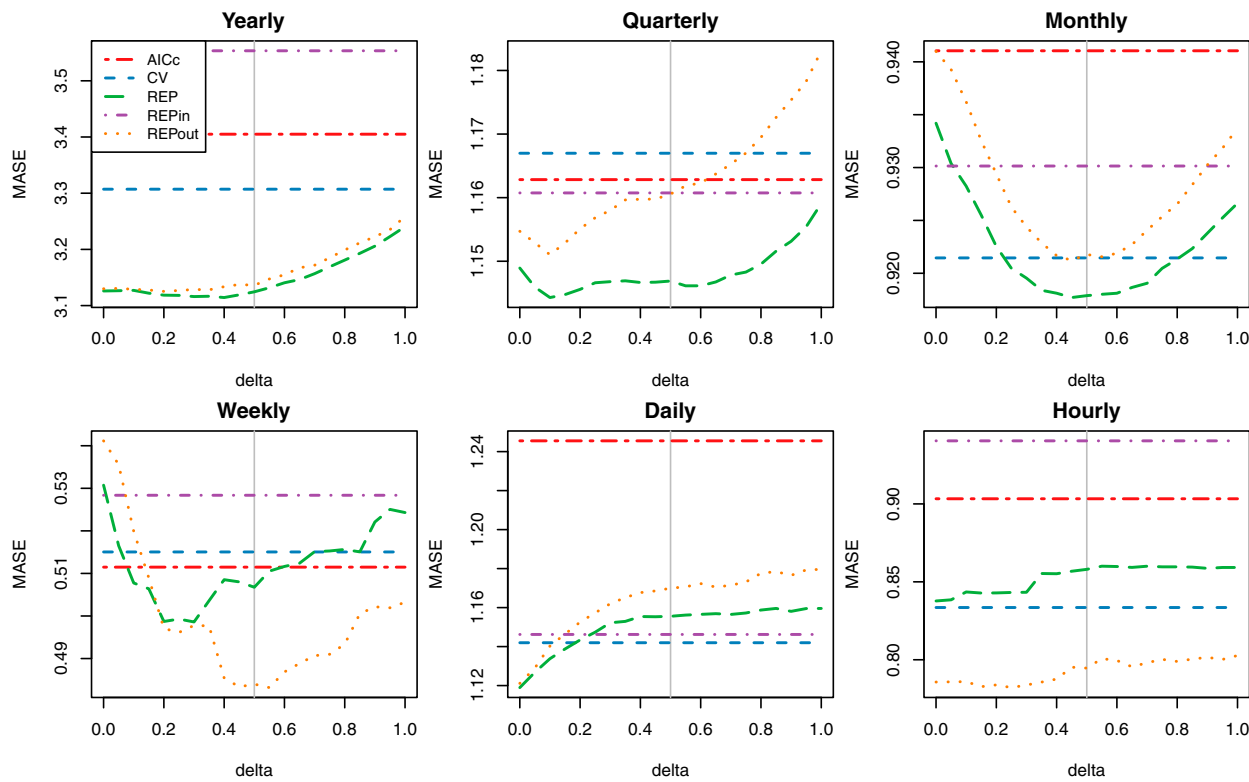 Yearly
MASE
3.1 3.2 3.3 3.4 3.5
AICc
CV
REP
REPin
REPout
0.0 0.2 0.4 0.6 0.8 1.0
delta
Quarterly
MASE
1.15 1.16 1.17 1.18
0.0 0.2 0.4 0.6 0.8 1.0
delta
Monthly
MASE
0.920 0.930 0.940
0.0 0.2 0.4 0.6 0.8 1.0
delta
Weekly
MASE
0.49 0.51 0.53
0.0 0.2 0.4 0.6 0.8 1.0
delta
Daily
MASE
1.12 1.16 1.20 1.24
0.0 0.2 0.4 0.6 0.8 1.0
delta
Hourly
MASE
0.80 0.85 0.90
0.0 0.2 0.4 0.6 0.8 1.0
delta